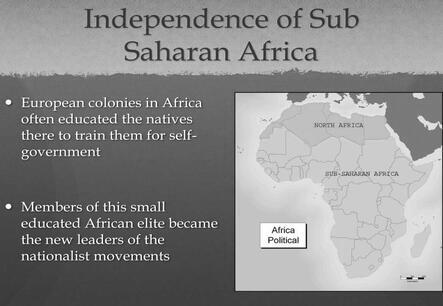 Independence of Sub
Saharan Africa
• European colonies in Africa
often educated the natives
there to train them for self-
government
• Members of this small
educated African elite became
the new leaders of the
nationalist movements
NORTH AFRICA
SUB-SAHARAN AFRICA
Africa
Political